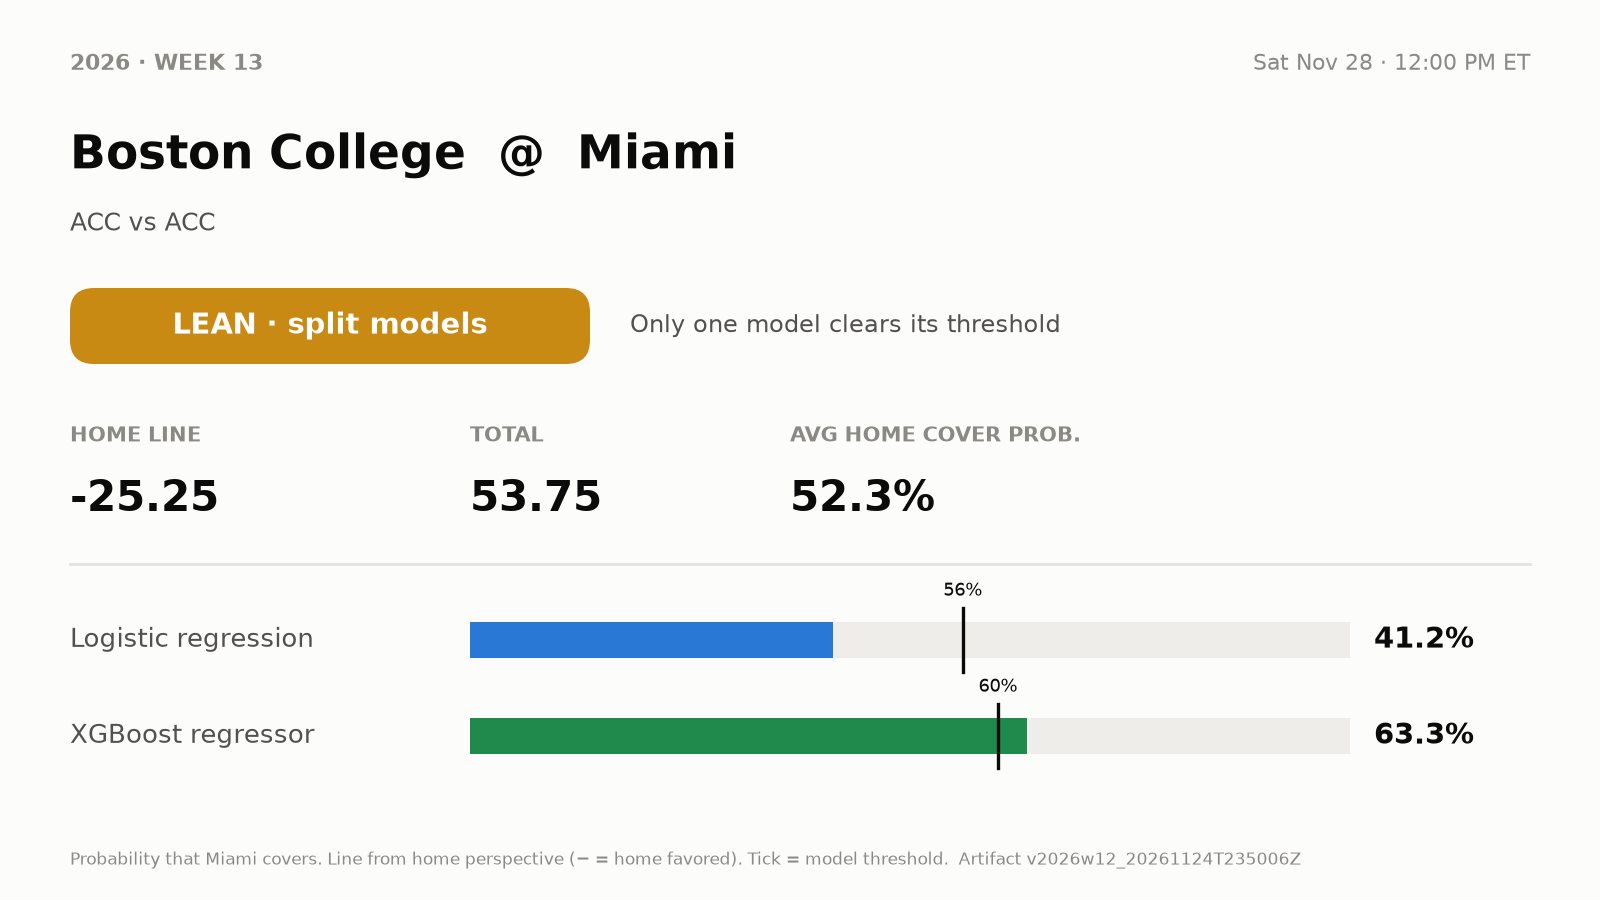 2026 · WEEK 13
Sat Nov 28 · 12:00 PM ET
Boston College @ Miami
ACC vs ACC
LEAN · split models
Only one model clears its threshold
HOME LINE
TOTAL
AVG HOME COVER PROB.
-25.25
53.75
52.3%
56%
Logistic regression
41.2%
60%
XGBoost regressor
63.3%
Probability that Miami covers. Line from home perspective (− = home favored). Tick = model threshold. Artifact v2026w12_20261124T235006Z